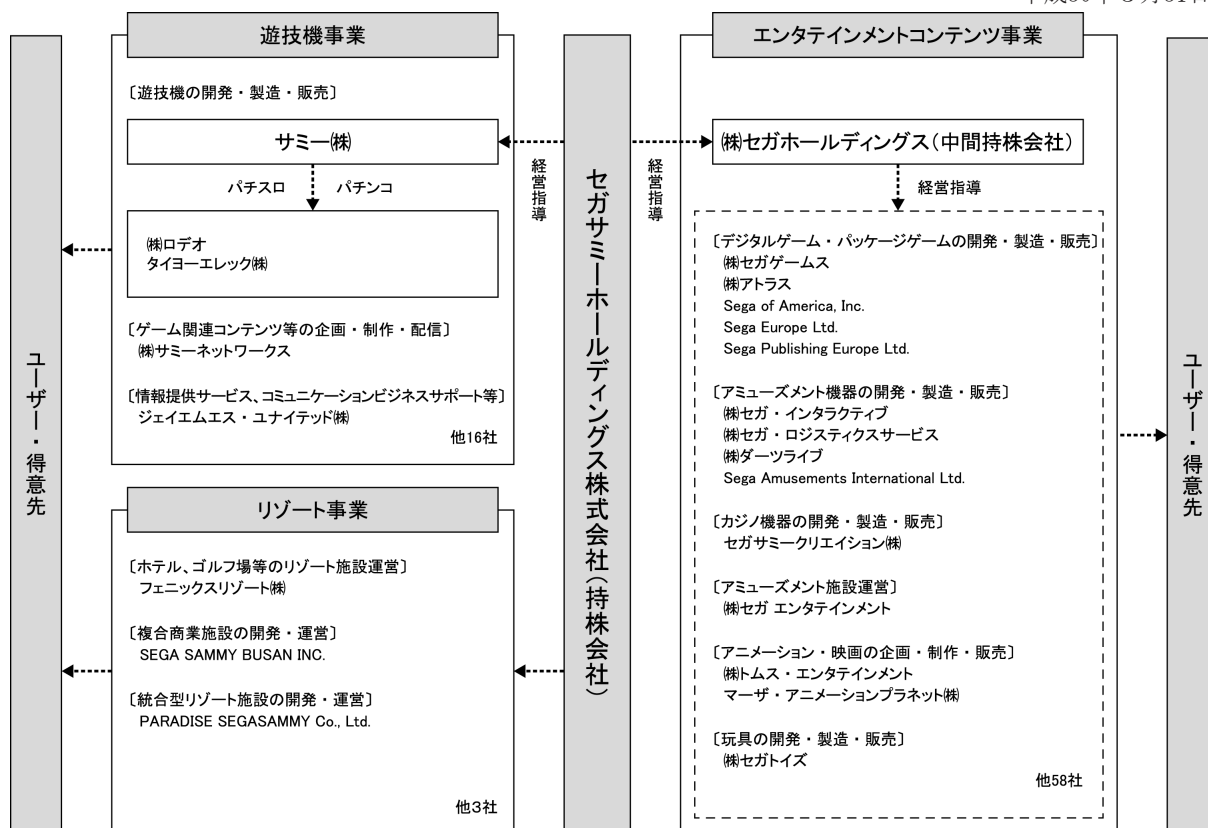 ユーザー・得意先
遊技機事業
〔遊技機の開発・製造・販売〕
サミー㈱
パチスロ パチンコ
㈱ロデオ
タイヨーエレック㈱
〔ゲーム関連コンテンツ等の企画・制作・配信〕
㈱サミーネットワークス
〔情報提供サービス、コミュニケーションビジネスサポート等〕
ジェイエムエス・ユナイテッド㈱
他16社
リゾート事業
〔ホテル、ゴルフ場等のリゾート施設運営〕
フェニックスリゾート㈱
〔複合商業施設の開発・運営〕
SEGA SAMMY BUSAN INC.
〔統合型リゾート施設の開発・運営〕
PARADISE SEGASAMMY Co., Ltd.
他3社
経営指導
セガサミーホールディングス株式会社(持株会社)
経営指導
エンタテインメントコンテンツ事業
㈱セガホールディングス(中間持株会社)
経営指導
〔デジタルゲーム・パッケージゲームの開発・製造・販売〕
㈱セガゲームス
㈱アトラス
Sega of America, Inc.
Sega Europe Ltd.
Sega Publishing Europe Ltd.
〔アミューズメント機器の開発・製造・販売〕
㈱セガ・インタラクティブ
㈱セガ・ロジスティクスサービス
㈱ダーツライブ
Sega Amusements International Ltd.
〔カジノ機器の開発・製造・販売〕
セガサミークリエイション㈱
〔アミューズメント施設運営〕
㈱セガ エンタテインメント
〔アニメーション・映画の企画・制作・販売〕
㈱トムス・エンタテインメント
マーザ・アニメーションプラネット㈱
〔玩具の開発・製造・販売〕
㈱セガトイズ
他58社
ユーザー・得意先